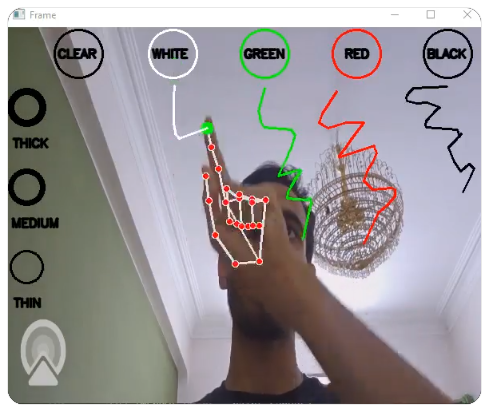 Frame
CLEAR WHITE GREEN RED BLACK
THICK
MEDIUM
THIN